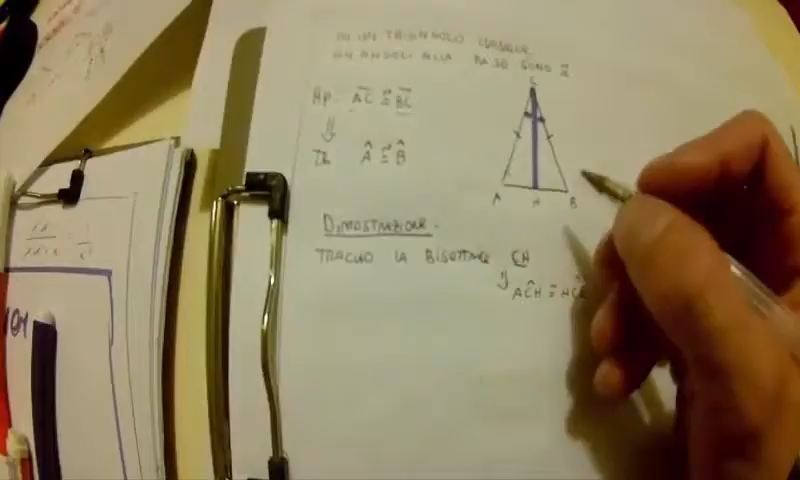 IN UN TRIANGOLO ISOSCELE
GLI ANGOLI ALLA BASE SONO ≅
Hp. AC ≅ BC
⇓
Th Â ≅ B̂
C
A H B
DIMOSTRAZIONE.
TRACCIO LA BISETTRICE CH
⇓ AĈH ≅ HĈB